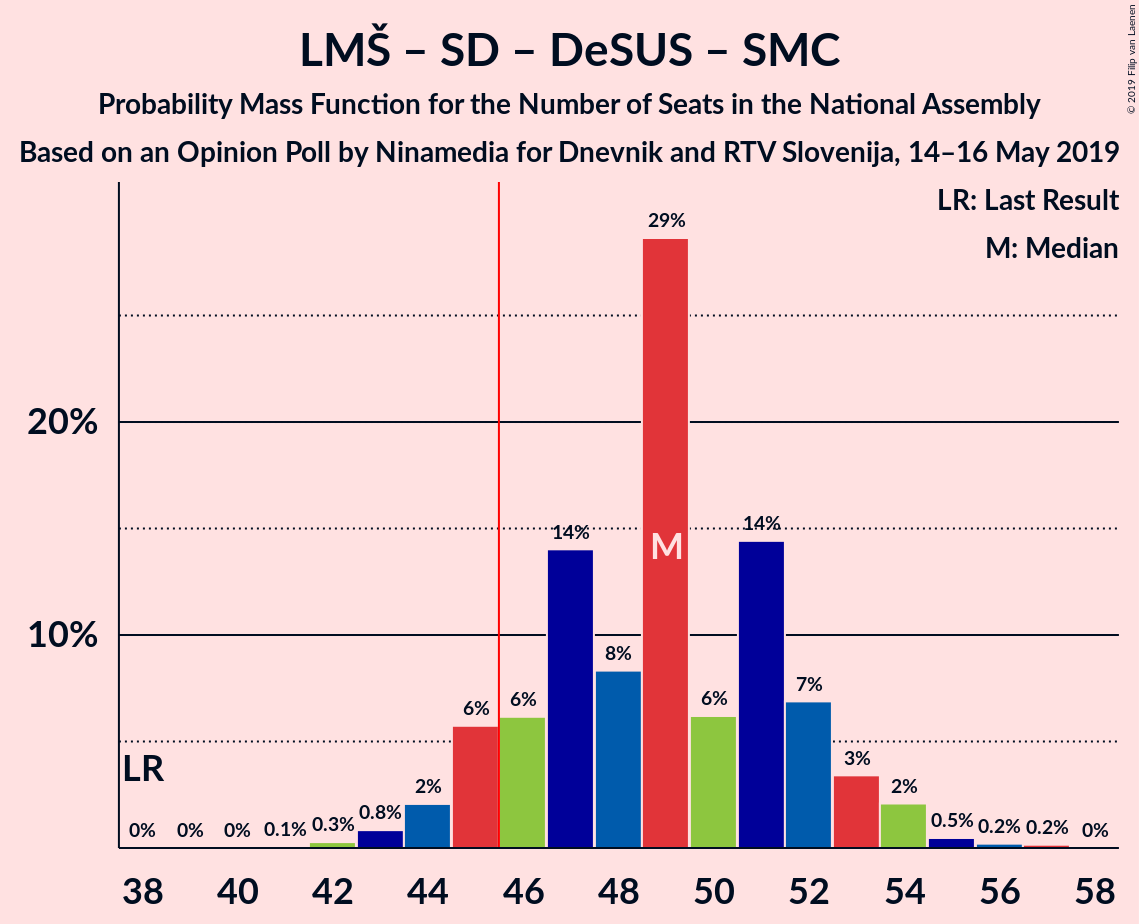 LMŠ – SD – DeSUS – SMC
Probability Mass Function for the Number of Seats in the National Assembly
Based on an Opinion Poll by Ninamedia for Dnevnik and RTV Slovenija, 14–16 May 2019
© 2019 Filip van Laenen
LR: Last Result
M: Median
20%
10%
LR
M
0% 0% 0% 0.1% 0.3% 0.8% 2% 6% 6% 14% 8% 29% 6% 14% 7% 3% 2% 0.5% 0.2% 0.2% 0%
38 40 42 44 46 48 50 52 54 56 58